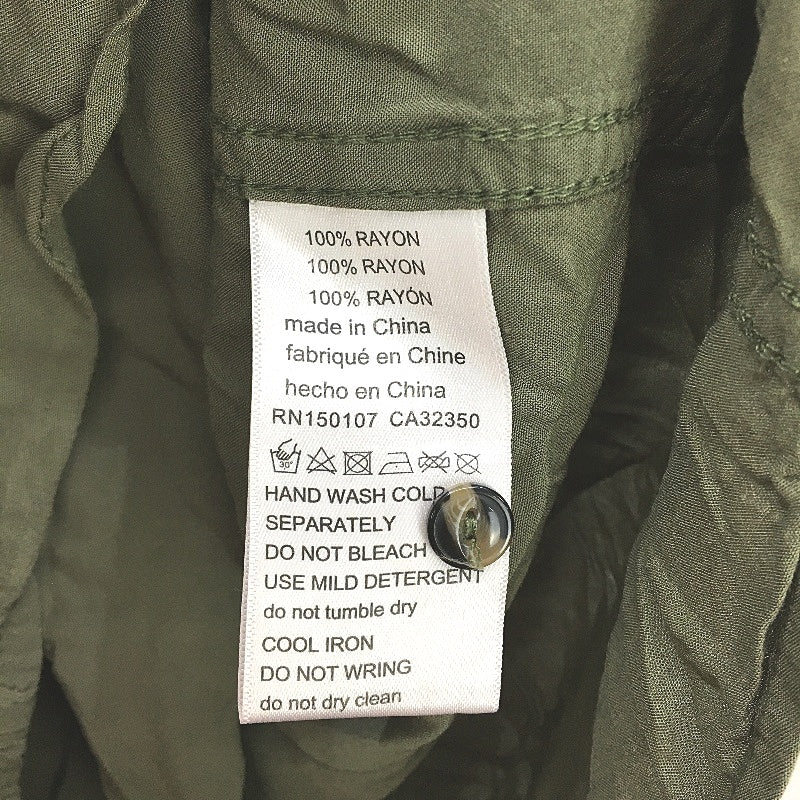 100% RAYON
100% RAYON
100% RAYÓN
made in China
fabriqué en Chine
hecho en China
RN150107 CA32350
30°
HAND WASH COLD
SEPARATELY
DO NOT BLEACH
USE MILD DETERGENT
do not tumble dry
COOL IRON
DO NOT WRING
do not dry clean